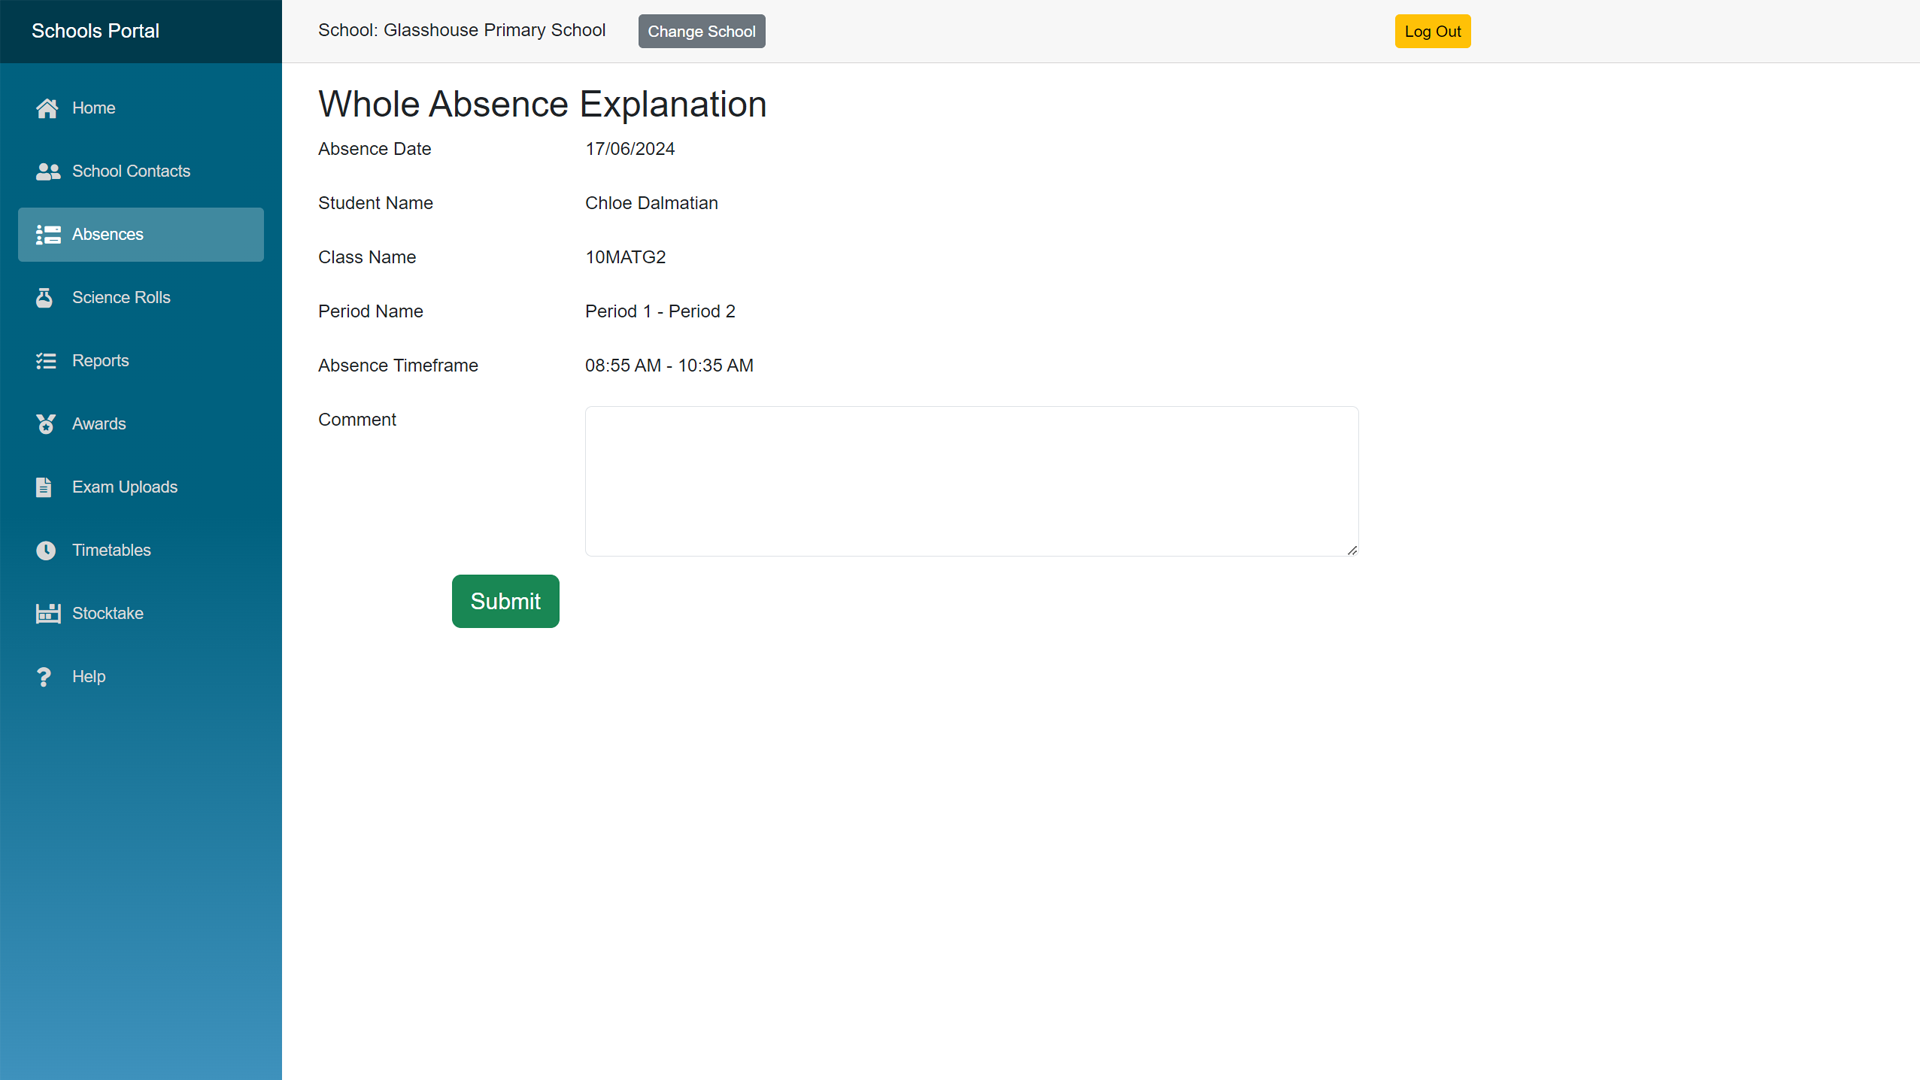 Schools Portal
School: Glasshouse Primary School
Change School
Log Out
Home
School Contacts
Absences
Science Rolls
Reports
Awards
Exam Uploads
Timetables
Stocktake
Help
Whole Absence Explanation
Absence Date 17/06/2024
Student Name Chloe Dalmatian
Class Name 10MATG2
Period Name Period 1 - Period 2
Absence Timeframe 08:55 AM - 10:35 AM
Comment
Submit